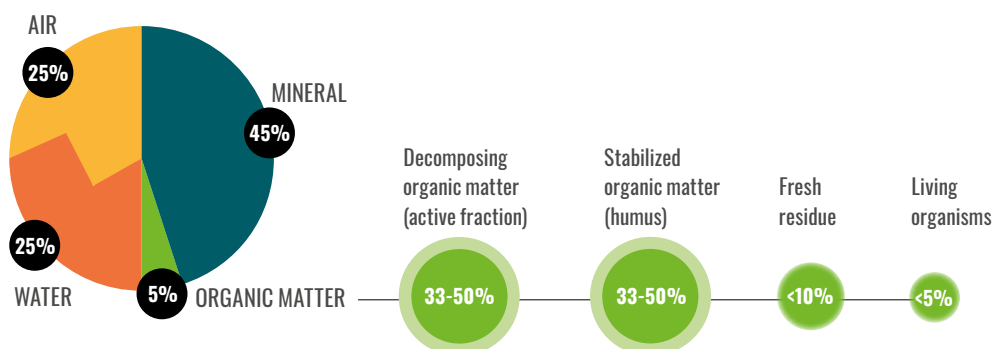 AIR
25%
MINERAL
45%
25%
WATER
5%
ORGANIC MATTER
Decomposing
organic matter
(active fraction)
33-50%
Stabilized
organic matter
(humus)
33-50%
Fresh
residue
<10%
Living
organisms
<5%